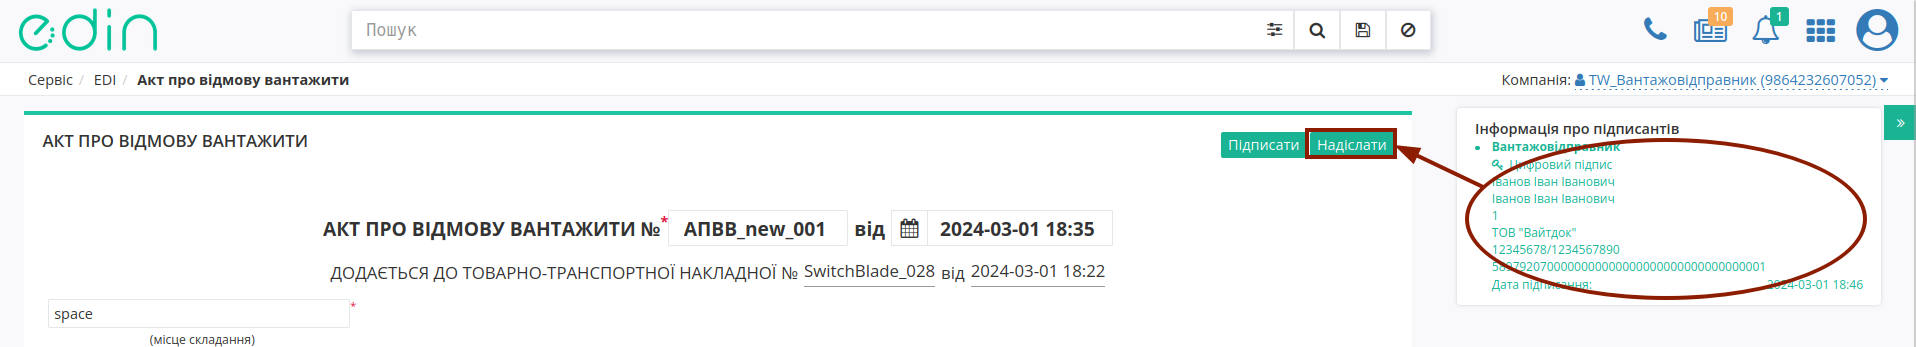 edin
Пошук
10
1
Сервіс / EDI / Акт про відмову вантажити
Компанія: TW_Вантажовідправник (9864232607052)
АКТ ПРО ВІДМОВУ ВАНТАЖИТИ
Підписати
Надіслати
»
Інформація про підписантів
Вантажовідправник
Цифровий підпис
Іванов Іван Іванович
Іванов Іван Іванович
1
ТОВ "Вайтдок"
12345678/1234567890
Дата підписання: 2024-03-01 18:46
АКТ ПРО ВІДМОВУ ВАНТАЖИТИ №* АПВВ_new_001 від 2024-03-01 18:35
ДОДАЄТЬСЯ ДО ТОВАРНО-ТРАНСПОРТНОЇ НАКЛАДНОЇ № SwitchBlade_028 від 2024-03-01 18:22
space *
(місце складання)